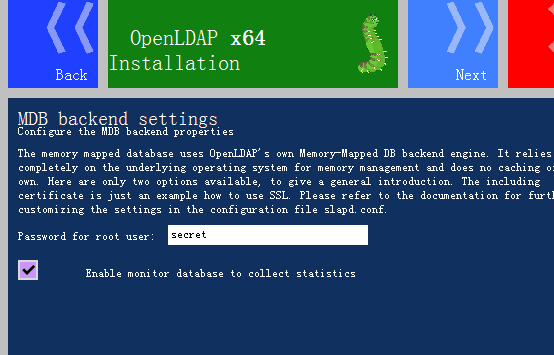 OpenLDAP x64
Installation
Back
Next
MDB backend settings
Configure the MDB backend properties
The memory mapped database uses OpenLDAP's own Memory-Mapped DB backend engine. It relies
completely on the underlying operating system for memory management and does no caching
own. Here are only two options available, to give a general introduction. The including
certificate is just an example how to use SSL. Please refer to the documentation for
customizing the settings in the configuration file slapd.conf.
Password for root user: secret
Enable monitor database to collect statistics